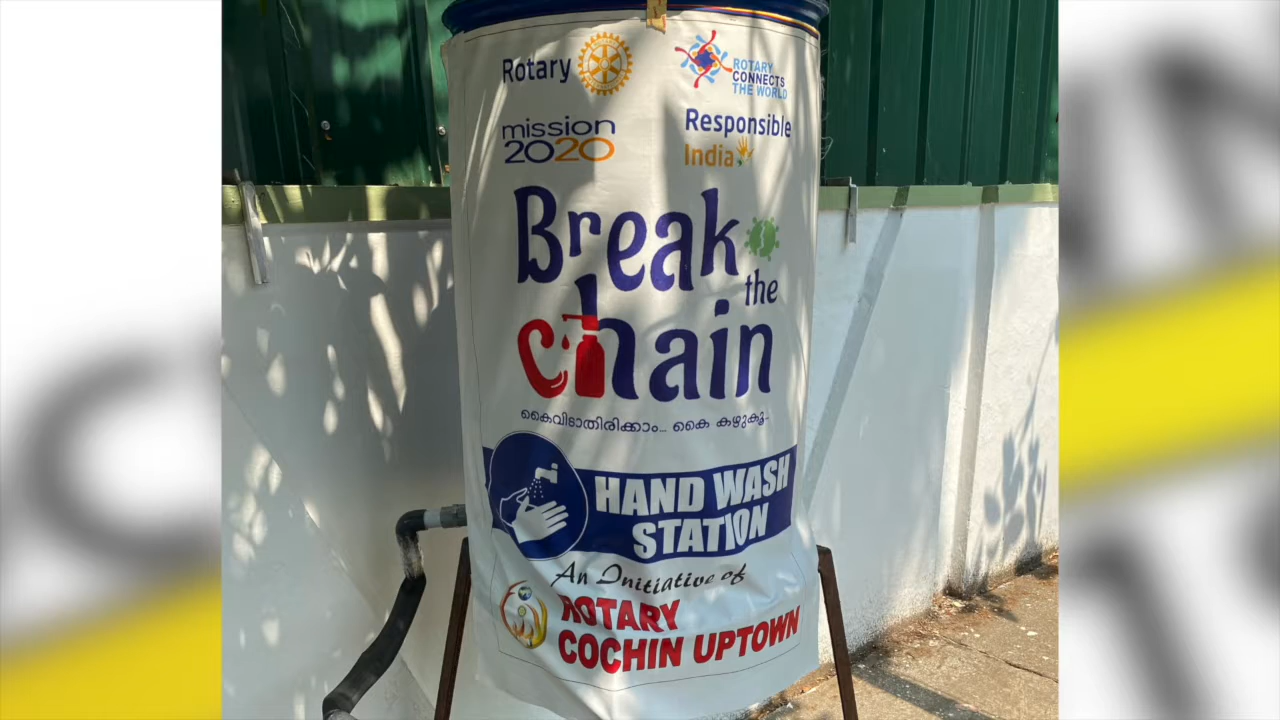 Rotary
ROTARY
CONNECTS
THE WORLD
mission
2020
Responsible
India
Break
the
chain
കൈവിടാതിരിക്കാം... കൈ കഴുകൂ..
HAND WASH
STATION
An Initiative of
ROTARY
COCHIN UPTOWN